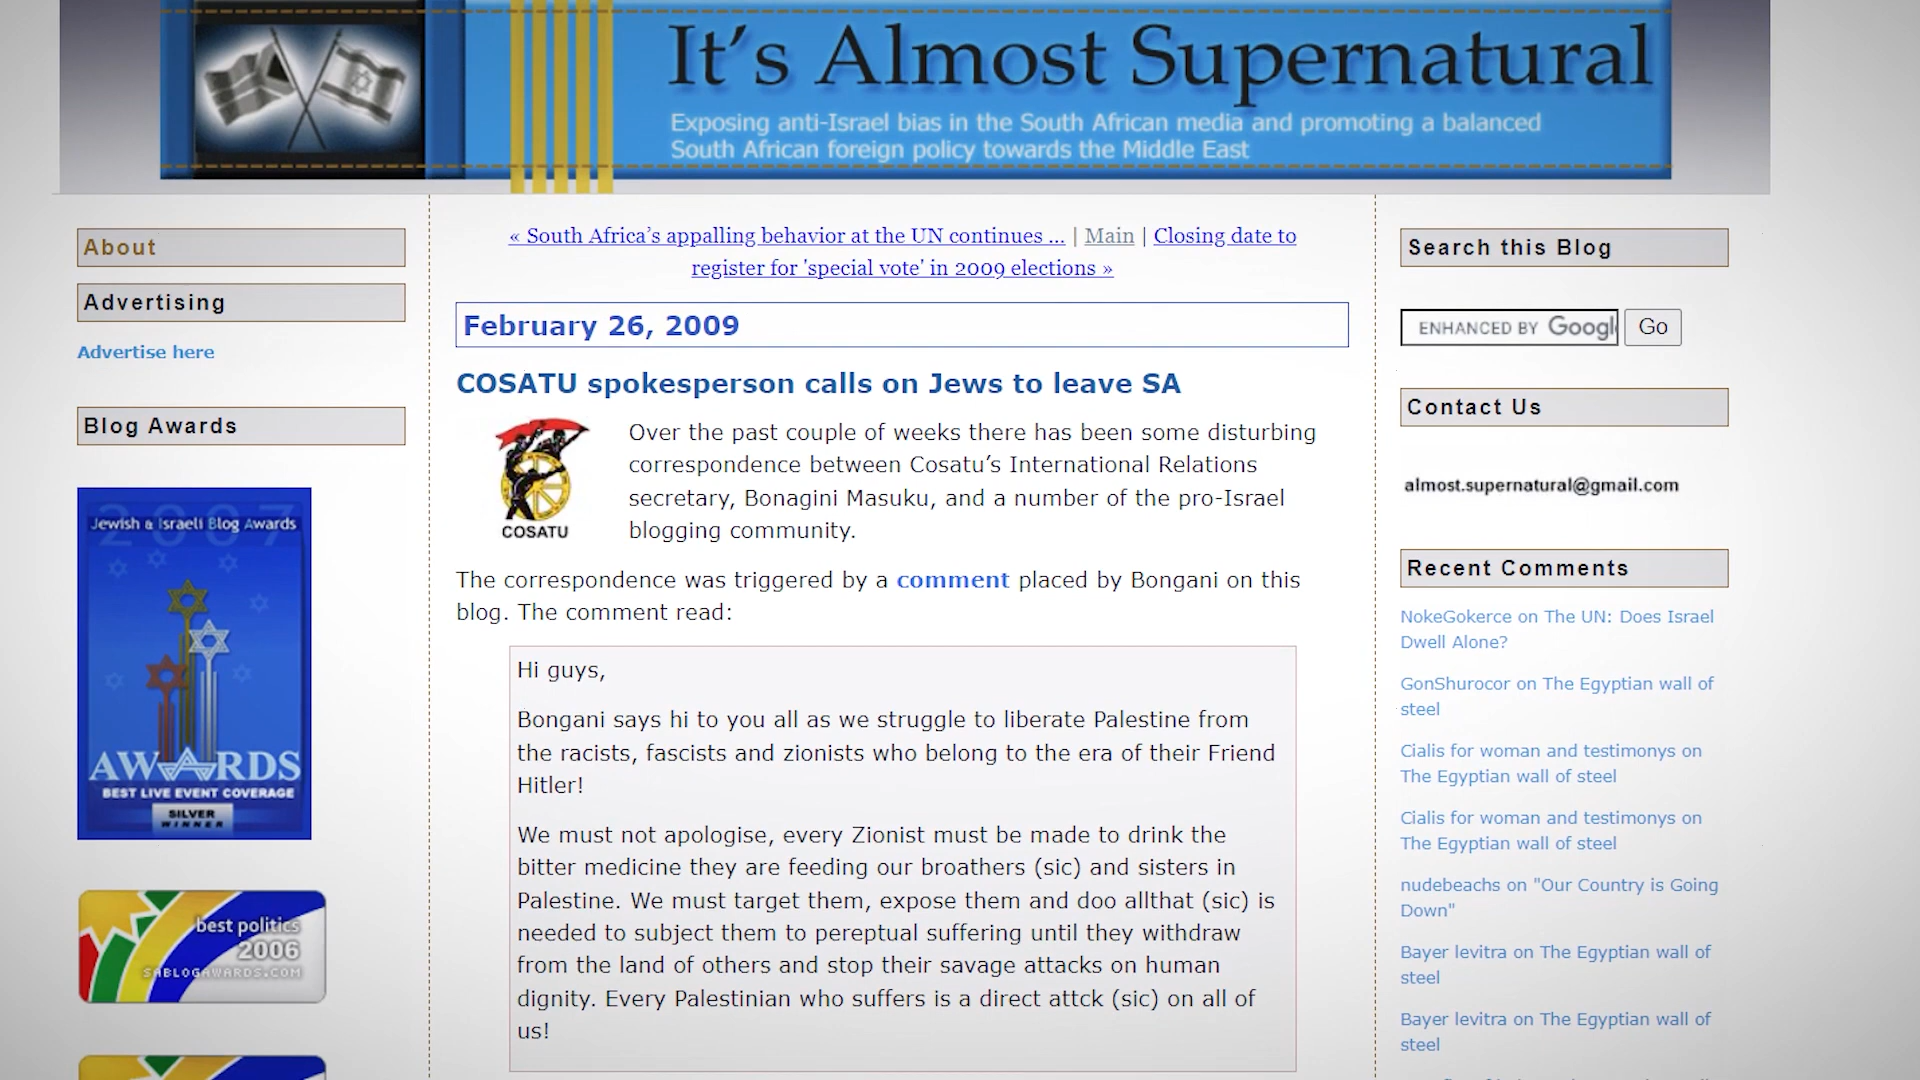 It's Almost Supernatural
Exposing anti-Israel bias in the South African media and promoting a balanced
South African foreign policy towards the Middle East
About
Advertising
Advertise here
Blog Awards
2007
Jewish & Israeli Blog Awards
AWARDS
BEST LIVE EVENT COVERAGE
SILVER
WINNER
best politics
2006
SABLOGAWARDS.COM
« South Africa's appalling behavior at the UN continues ... | Main | Closing date to
register for 'special vote' in 2009 elections »
February 26, 2009
COSATU spokesperson calls on Jews to leave SA
COSATU
Over the past couple of weeks there has been some disturbing
correspondence between Cosatu's International Relations
secretary, Bonagini Masuku, and a number of the pro-Israel
blogging community.
The correspondence was triggered by a comment placed by Bongani on this
blog. The comment read:
Hi guys,
Bongani says hi to you all as we struggle to liberate Palestine from
the racists, fascists and zionists who belong to the era of their Friend
Hitler!
We must not apologise, every Zionist must be made to drink the
bitter medicine they are feeding our broathers (sic) and sisters in
Palestine. We must target them, expose them and doo allthat (sic) is
needed to subject them to pereptual suffering until they withdraw
from the land of others and stop their savage attacks on human
dignity. Every Palestinian who suffers is a direct attck (sic) on all of
us!
Search this Blog
ENHANCED BY Googl
Go
Contact Us
almost.supernatural@gmail.com
Recent Comments
NokeGokerce on The UN: Does Israel
Dwell Alone?
GonShurocor on The Egyptian wall of
steel
Cialis for woman and testimonys on
The Egyptian wall of steel
Cialis for woman and testimonys on
The Egyptian wall of steel
nudebeachs on "Our Country is Going
Down"
Bayer levitra on The Egyptian wall of
steel
Bayer levitra on The Egyptian wall of
steel